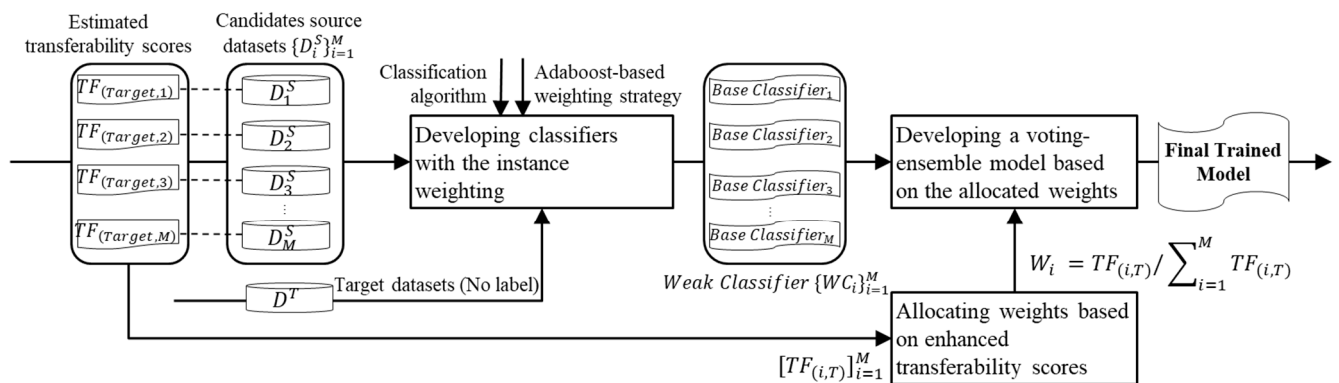 Estimated
transferability scores
Candidates source
datasets {D_i^S}_{i=1}^M
TF_(Target,1)
TF_(Target,2)
TF_(Target,3)
TF_(Target,M)
D_1^S
D_2^S
D_3^S
⋮
D_M^S
Classification
algorithm
Adaboost-based
weighting strategy
Developing classifiers
with the instance
weighting
D^T
Target datasets (No label)
Base Classifier_1
Base Classifier_2
Base Classifier_3
⋮
Base Classifier_M
Weak Classifier {WC_i}_{i=1}^M
Developing a voting-
ensemble model based
on the allocated weights
Final Trained
Model
W_i = TF_(i,T) / ∑_{i=1}^M TF_(i,T)
Allocating weights based
on enhanced
transferability scores
[TF_(i,T)]_{i=1}^M